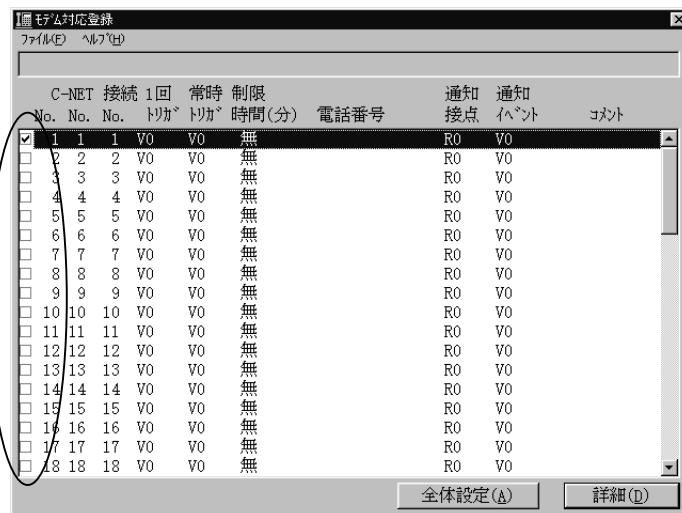 モデム対応登録
ファイル(F) ヘルプ(H)
C-NET 接続 1回 常時 制限 通知 通知
No. No. No. トリガ トリガ 時間(分) 電話番号 接点 イベント コメント
1 1 1 V0 V0 無 R0 V0
2 2 2 V0 V0 無 R0 V0
3 3 3 V0 V0 無 R0 V0
4 4 4 V0 V0 無 R0 V0
5 5 5 V0 V0 無 R0 V0
6 6 6 V0 V0 無 R0 V0
7 7 7 V0 V0 無 R0 V0
8 8 8 V0 V0 無 R0 V0
9 9 9 V0 V0 無 R0 V0
10 10 10 V0 V0 無 R0 V0
11 11 11 V0 V0 無 R0 V0
12 12 12 V0 V0 無 R0 V0
13 13 13 V0 V0 無 R0 V0
14 14 14 V0 V0 無 R0 V0
15 15 15 V0 V0 無 R0 V0
16 16 16 V0 V0 無 R0 V0
17 17 17 V0 V0 無 R0 V0
18 18 18 V0 V0 無 R0 V0
全体設定(A) 詳細(D)